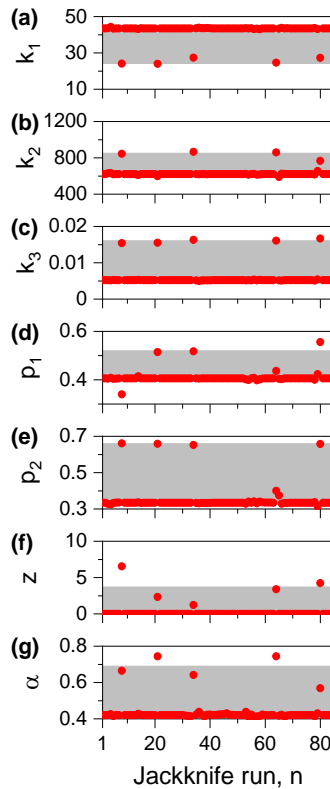 (a)
k1
50
30
10
(b)
k2
1200
800
400
(c)
k3
0.02
0.01
0
(d)
p1
0.6
0.4
(e)
p2
0.7
0.5
0.3
(f)
z
10
5
0
(g)
α
0.8
0.6
0.4
1 20 40 60 80
Jackknife run, n